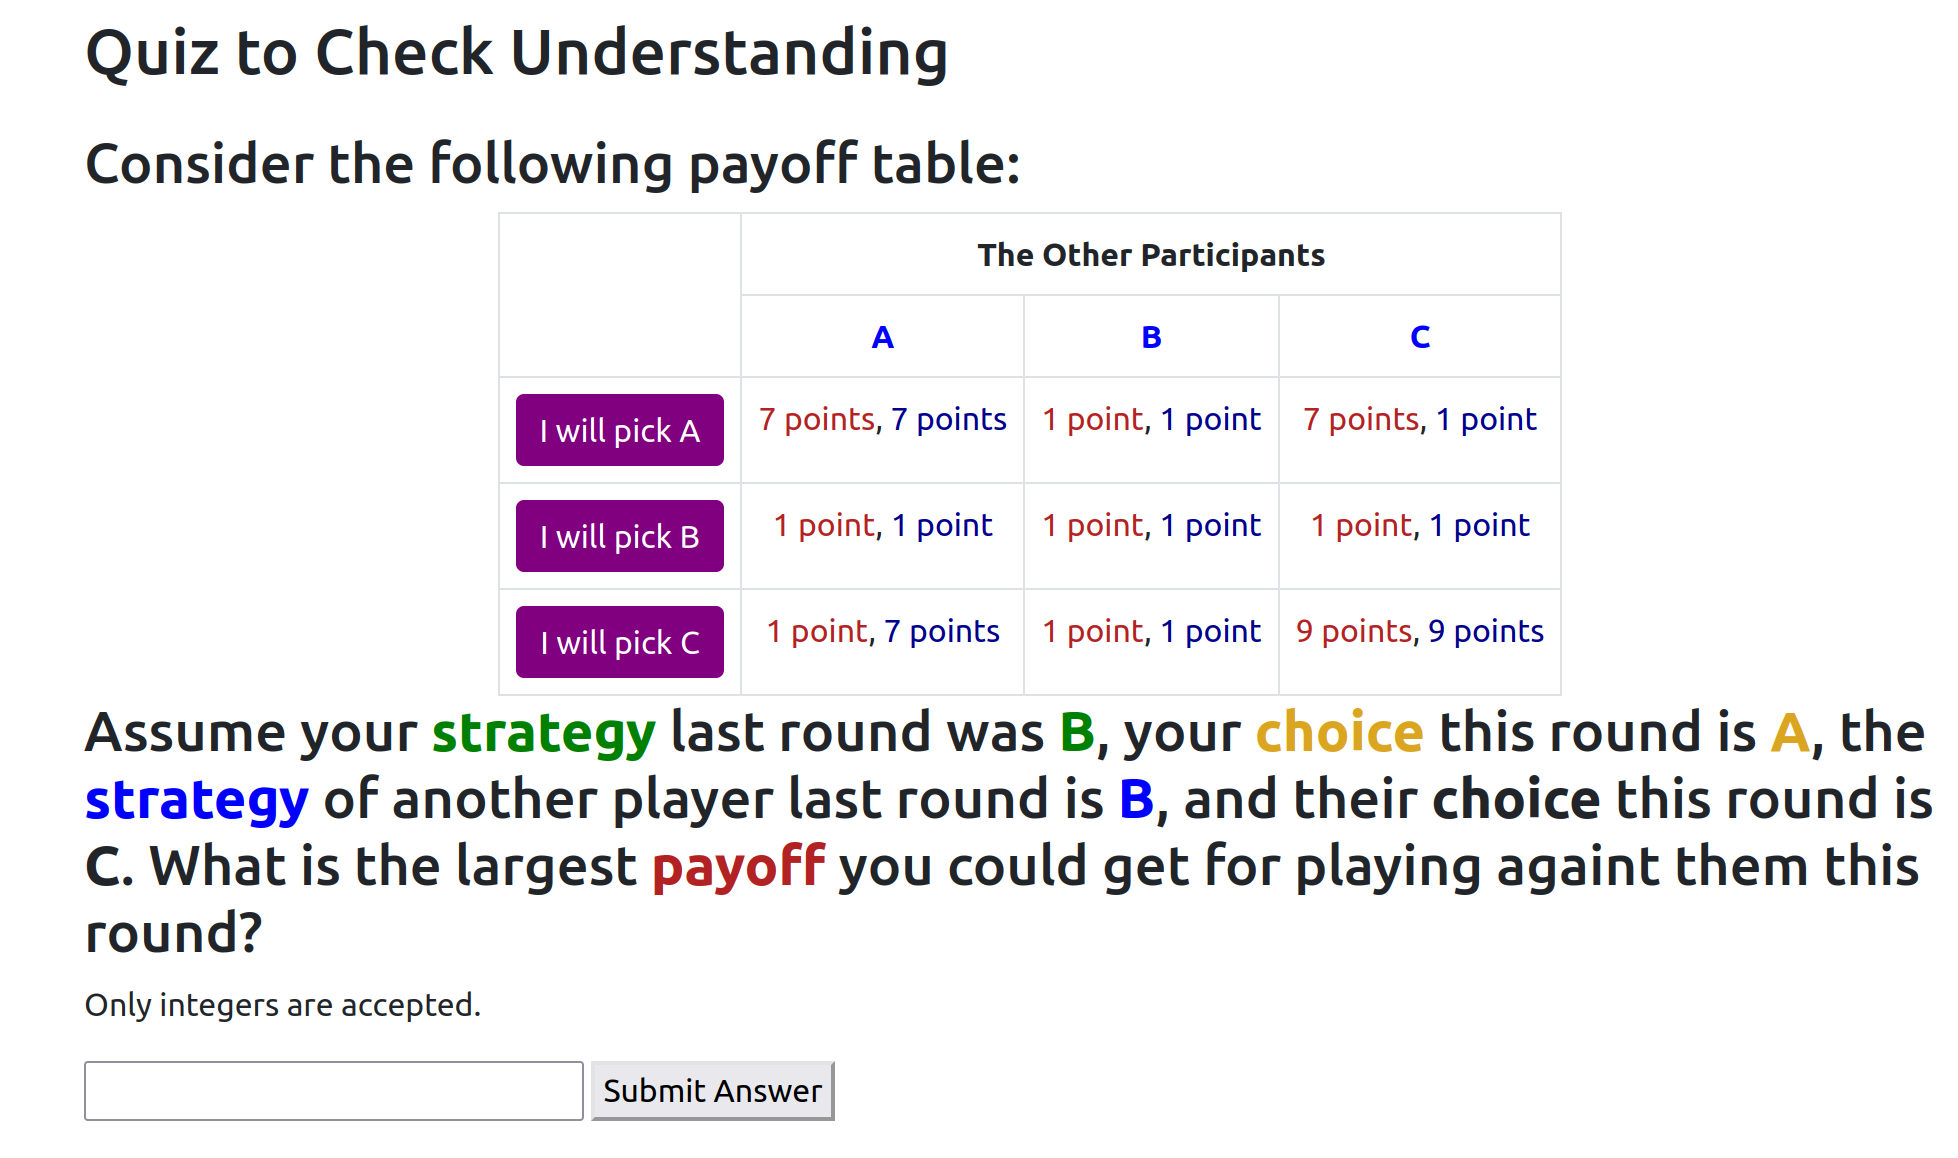 Quiz to Check Understanding
Consider the following payoff table:
The Other Participants
A B C
I will pick A 7 points, 7 points 1 point, 1 point 7 points, 1 point
I will pick B 1 point, 1 point 1 point, 1 point 1 point, 1 point
I will pick C 1 point, 7 points 1 point, 1 point 9 points, 9 points
Assume your strategy last round was B, your choice this round is A, the
strategy of another player last round is B, and their choice this round is
C. What is the largest payoff you could get for playing againt them this
round?
Only integers are accepted.
Submit Answer